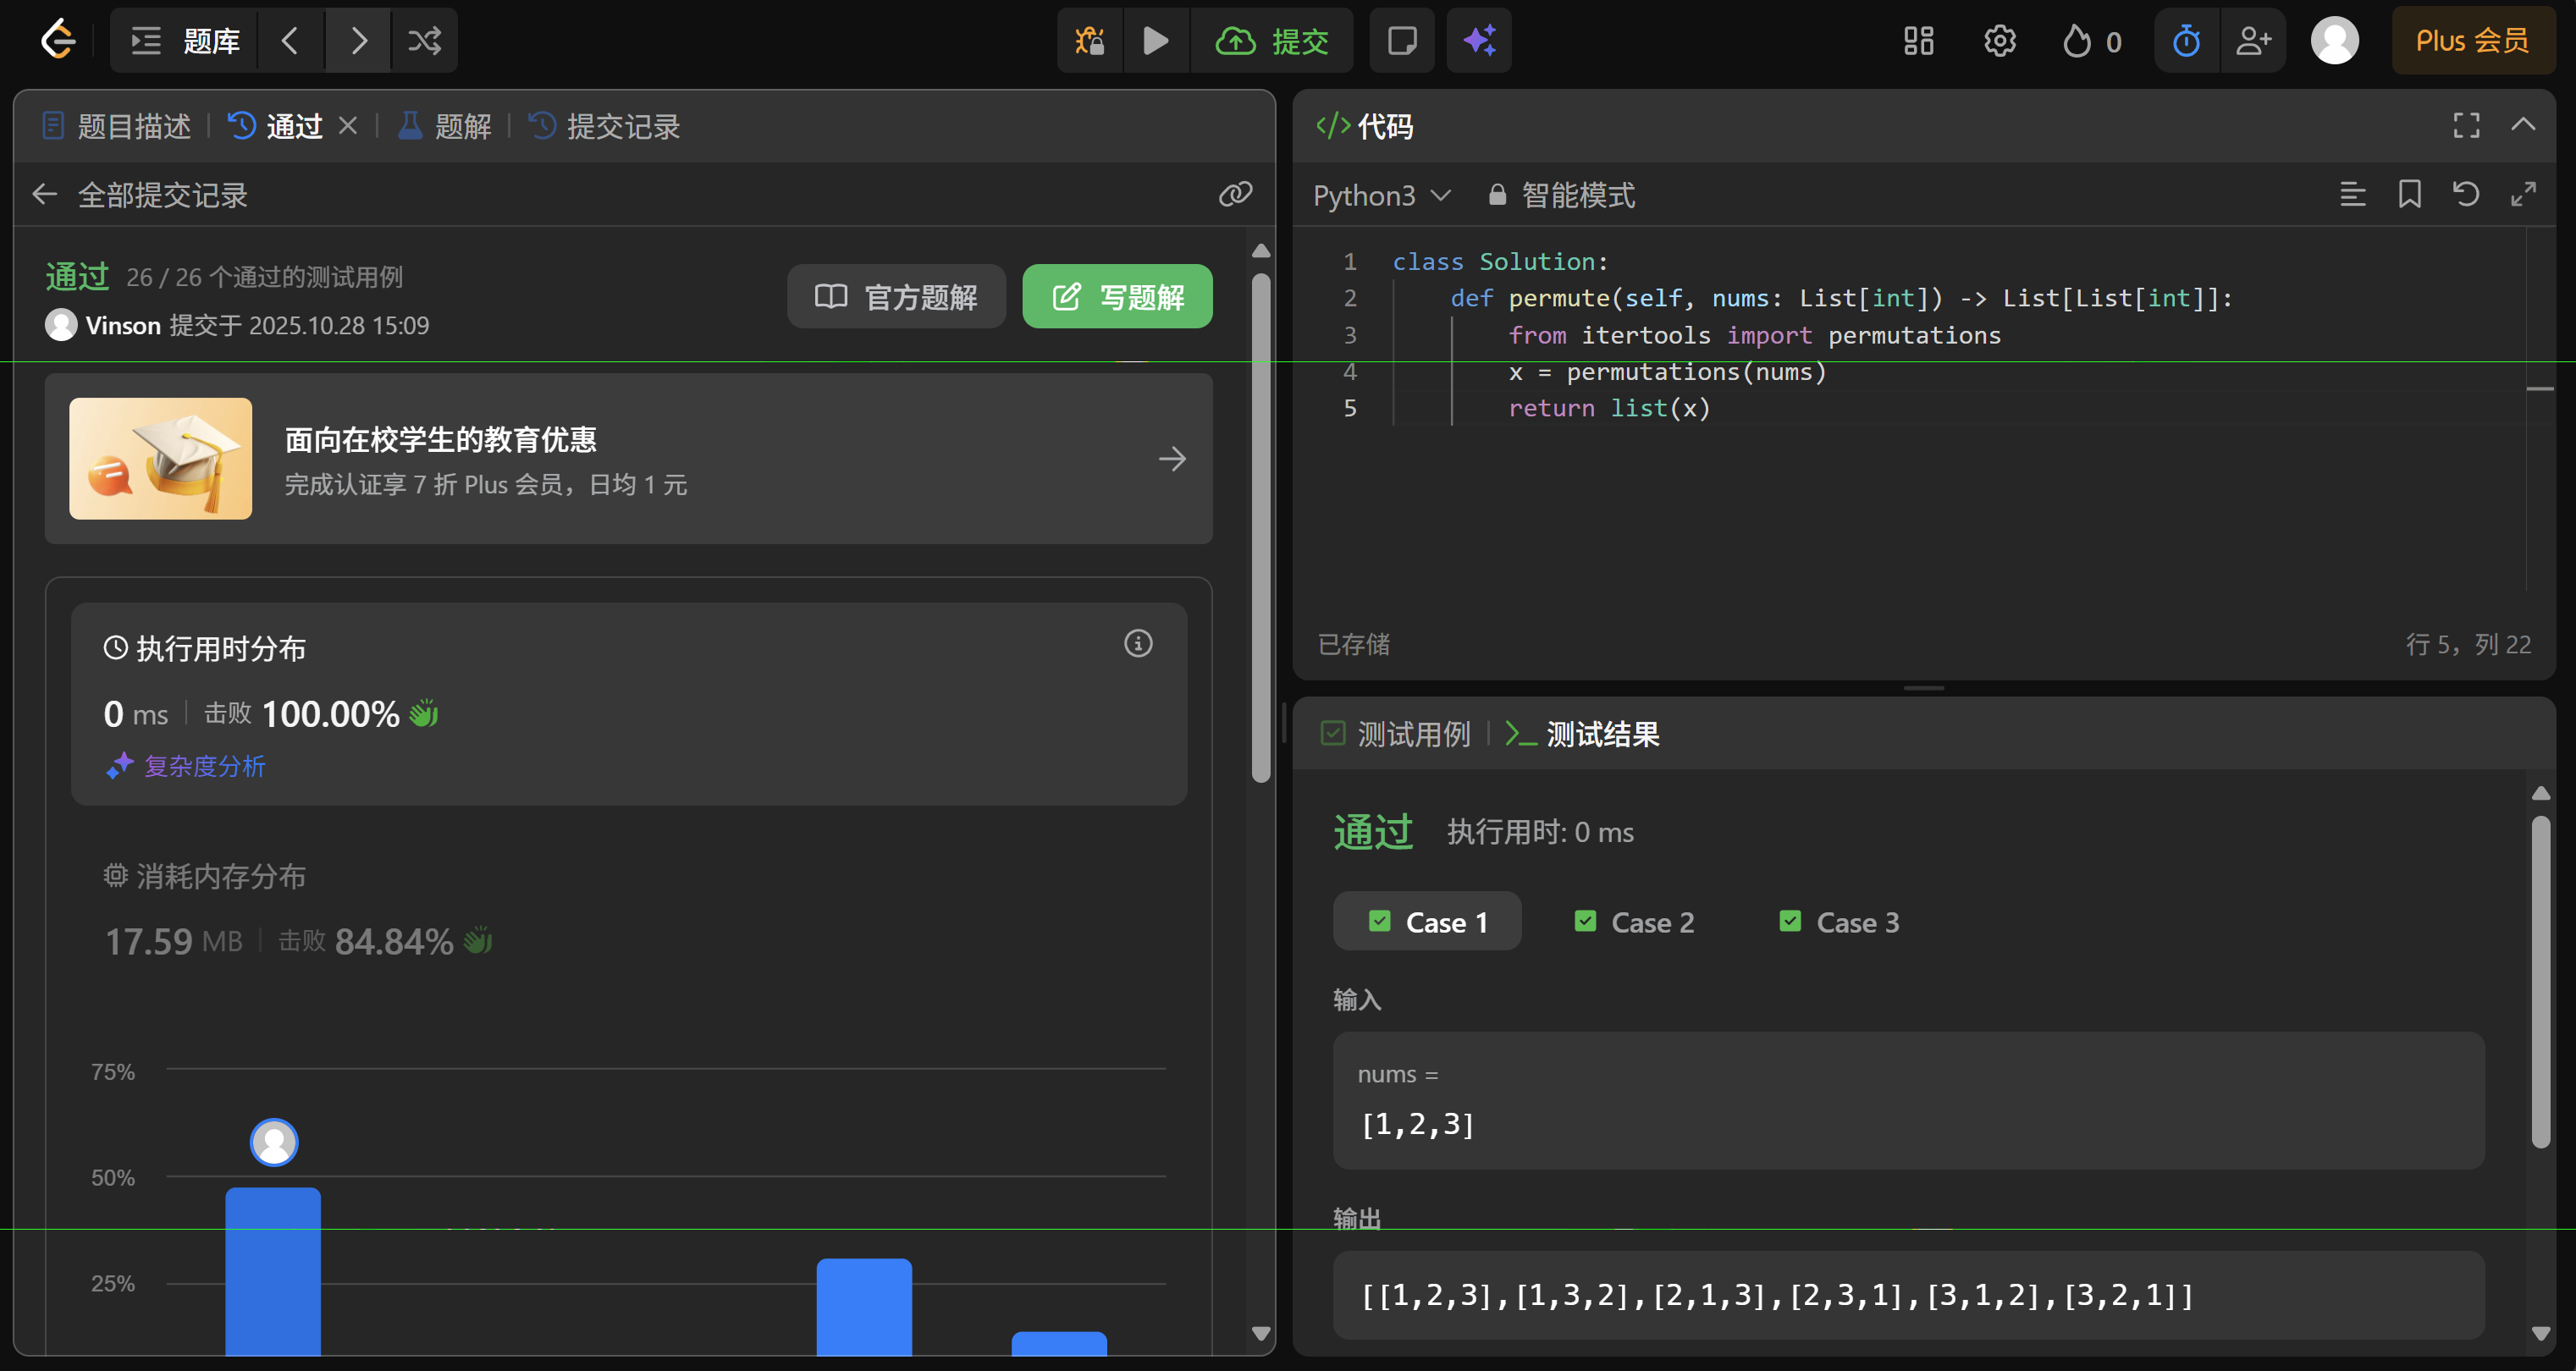 题库
提交
0
Plus 会员
题目描述
通过
题解
提交记录
全部提交记录
通过 26 / 26 个通过的测试用例
Vinson 提交于 2025.10.28 15:09
官方题解
写题解
面向在校学生的教育优惠
完成认证享 7 折 Plus 会员，日均 1 元
执行用时分布
0 ms 击败 100.00%
复杂度分析
消耗内存分布
17.59 MB 击败 84.84%
75%
50%
25%
</> 代码
Python3 智能模式
1 class Solution:
2 def permute(self, nums: List[int]) -> List[List[int]]:
3 from itertools import permutations
4 x = permutations(nums)
5 return list(x)
已存储
行 5，列 22
测试用例
测试结果
通过 执行用时: 0 ms
Case 1
Case 2
Case 3
输入
nums =
[1,2,3]
输出
[[1,2,3],[1,3,2],[2,1,3],[2,3,1],[3,1,2],[3,2,1]]